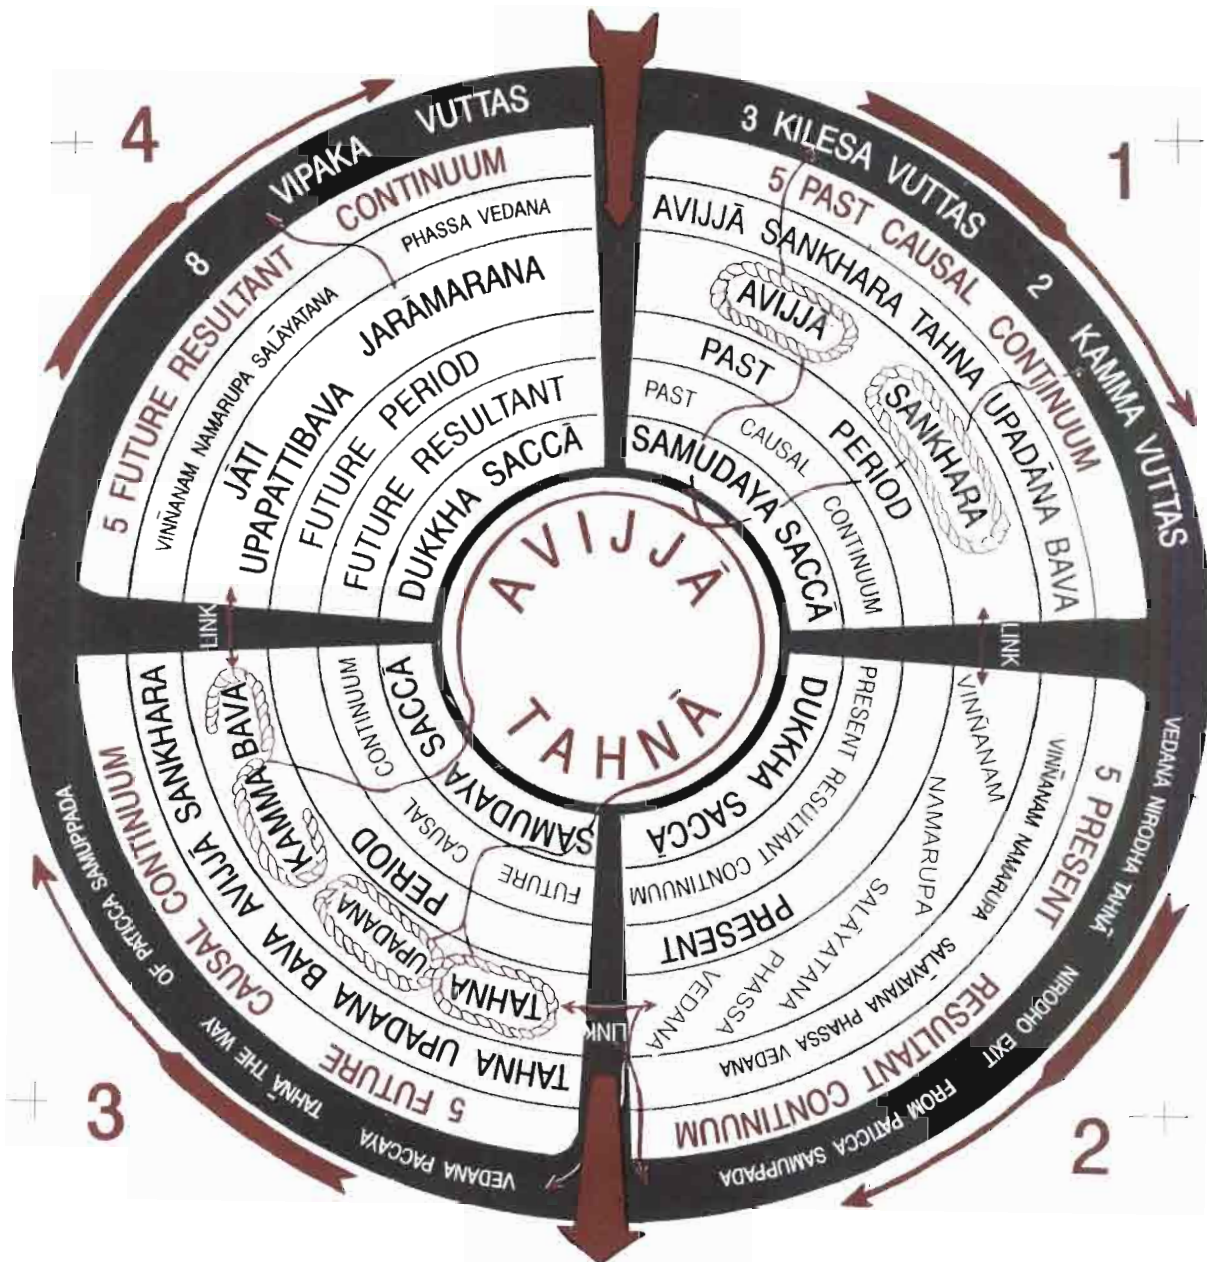 1
3 KILESA VUTTAS 2 KAMMA VUTTAS
5 PAST CAUSAL CONTINUUM
AVIJJĀ SANKHARA TAHNA UPADĀNA BAVA
AVIJJĀ
SANKHARA
PAST PERIOD
PAST CAUSAL CONTINUUM
SAMUDAYA SACCĀ
LINK
2
VEDANA NIRODHA TAHNĀ NIRODHO EXIT FROM PATICCA SAMUPPADA
5 PRESENT RESULTANT CONTINUUM
VINÑANAM NAMARUPA SALĀYATANA PHASSA VEDANA
VINÑANAM
NAMARUPA
SALĀYATANA
PHASSA
VEDANA
PRESENT
PRESENT RESULTANT CONTINUUM
DUKKHA SACCĀ
LINK
3
VEDANA PACCAYA TAHNĀ THE WAY OF PATICCA SAMUPPADA
5 FUTURE CAUSAL CONTINUUM
TAHNA UPADANA BAVA AVIJJĀ SANKHARA
TAHNA
UPADANA
KAMMA BAVA
PERIOD
FUTURE CAUSAL CONTINUUM
SAMUDAYA SACCĀ
LINK
4
8 VIPAKA VUTTAS
5 FUTURE RESULTANT CONTINUUM
VINÑANAM NAMARUPA SALĀYATANA PHASSA VEDANA
JĀTI JARĀMARANA
UPAPATTIBAVA
FUTURE PERIOD
FUTURE RESULTANT
DUKKHA SACCĀ
AVIJJĀ
TAHNĀ